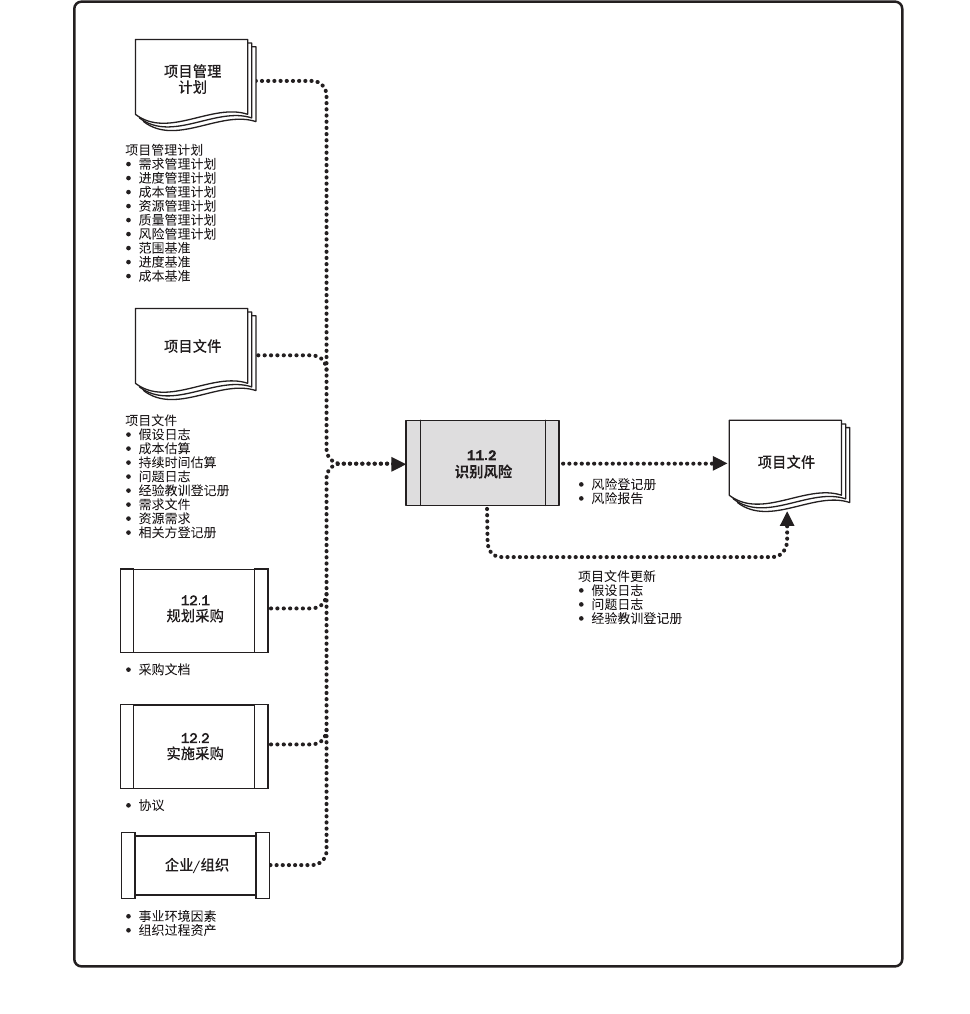 项目管理
计划
项目管理计划
• 需求管理计划
• 进度管理计划
• 成本管理计划
• 资源管理计划
• 质量管理计划
• 风险管理计划
• 范围基准
• 进度基准
• 成本基准
项目文件
项目文件
• 假设日志
• 成本估算
• 持续时间估算
• 问题日志
• 经验教训登记册
• 需求文件
• 资源需求
• 相关方登记册
12.1
规划采购
• 采购文档
12.2
实施采购
• 协议
企业/组织
• 事业环境因素
• 组织过程资产
11.2
识别风险
• 风险登记册
• 风险报告
项目文件
项目文件更新
• 假设日志
• 问题日志
• 经验教训登记册